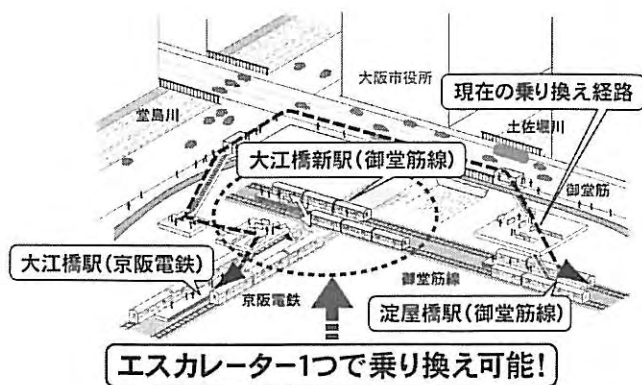 大阪市役所
現在の乗り換え経路
堂島川
土佐堀川
大江橋新駅(御堂筋線)
御堂筋
大江橋駅(京阪電鉄)
御堂筋線
京阪電鉄
淀屋橋駅(御堂筋線)
エスカレーター1つで乗り換え可能!